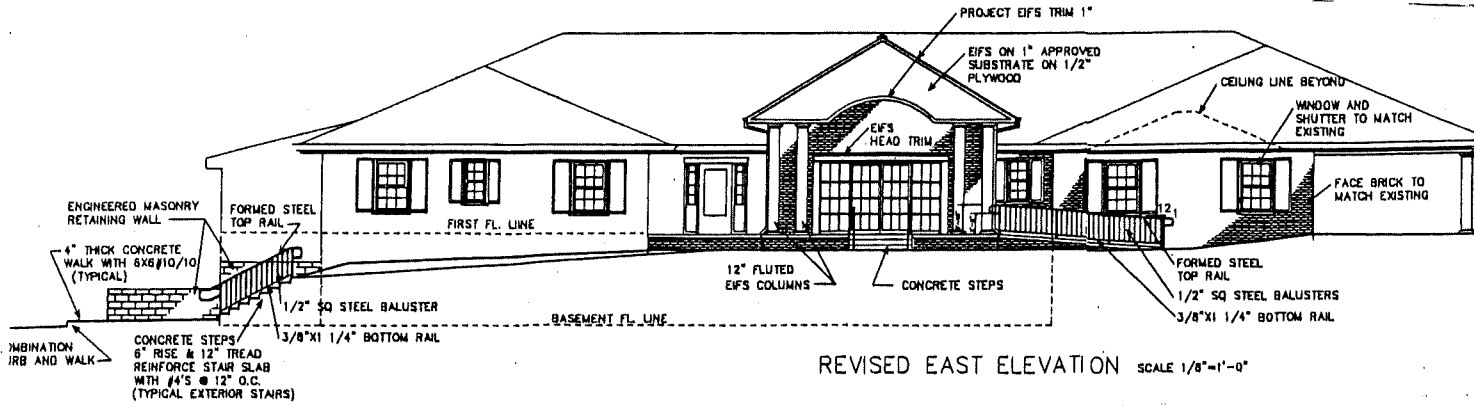 PROJECT EIFS TRIM 1"
EIFS ON 1" APPROVED
SUBSTRATE ON 1/2"
PLYWOOD
CEILING LINE BEYOND
WINDOW AND
SHUTTER TO MATCH
EXISTING
EIFS
HEAD TRIM
FACE BRICK TO
MATCH EXISTING
ENGINEERED MASONRY
RETAINING WALL
FORMED STEEL
TOP RAIL
FIRST FL. LIINE
12
1
4" THICK CONCRETE
WALK WITH 6X6#10/10
(TYPICAL)
12" FLUTED
EIFS COLUMNS
CONCRETE STEPS
FORMED STEEL
TOP RAIL
1/2" SQ STEEL BALUSTERS
3/8"X1 1/4" BOTTOM RAIL
1/2" SQ STEEL BALUSTER
3/8"X1 1/4" BOTTOM RAIL
BASEMENT FL. LINE
OMBINATION
URB AND WALK
CONCRETE STEPS
6" RISE & 12" TREAD
REINFORCE STAIR SLAB
WITH #4'S @ 12" O.C.
(TYPICAL EXTERIOR STAIRS)
REVISED EAST ELEVATION SCALE 1/8"=1'-0"